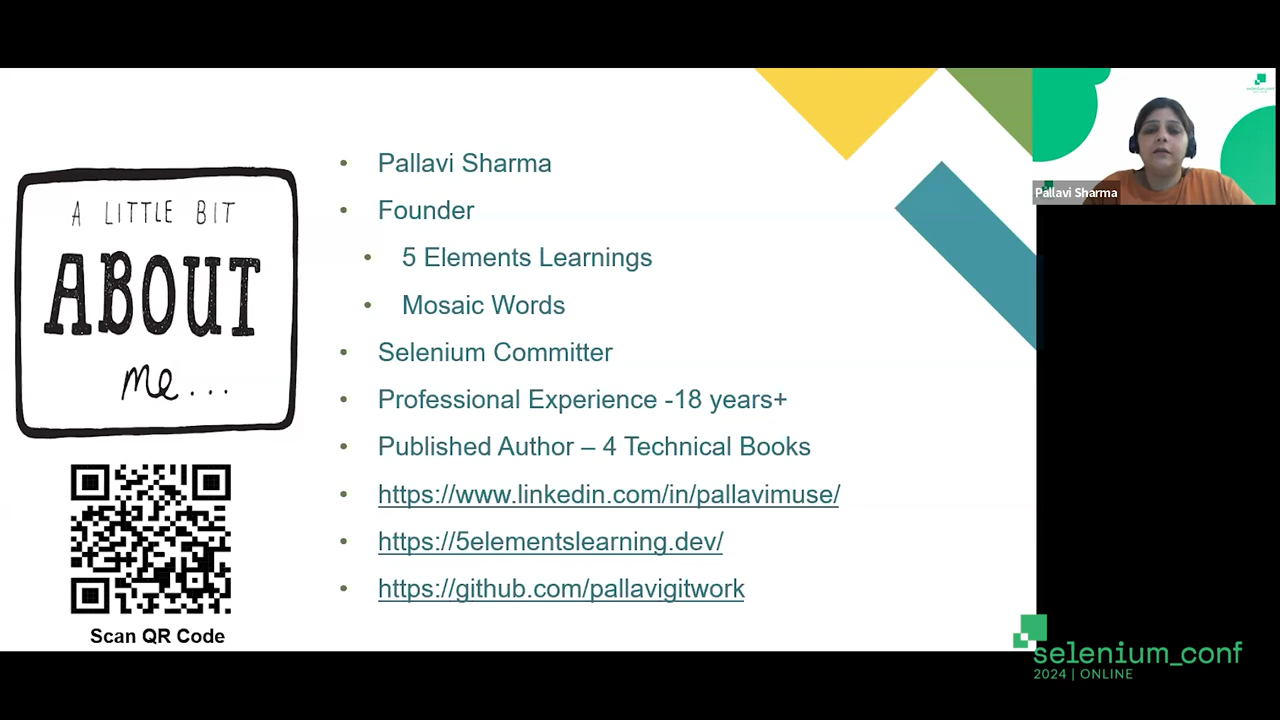 A LITTLE BIT
ABOUT
me...
Scan QR Code
• Pallavi Sharma
• Founder
• 5 Elements Learnings
• Mosaic Words
• Selenium Committer
• Professional Experience -18 years+
• Published Author – 4 Technical Books
• https://www.linkedin.com/in/pallavimuse/
• https://5elementslearning.dev/
• https://github.com/pallavigitwork
Pallavi Sharma
selenium_conf
2024 | ONLINE